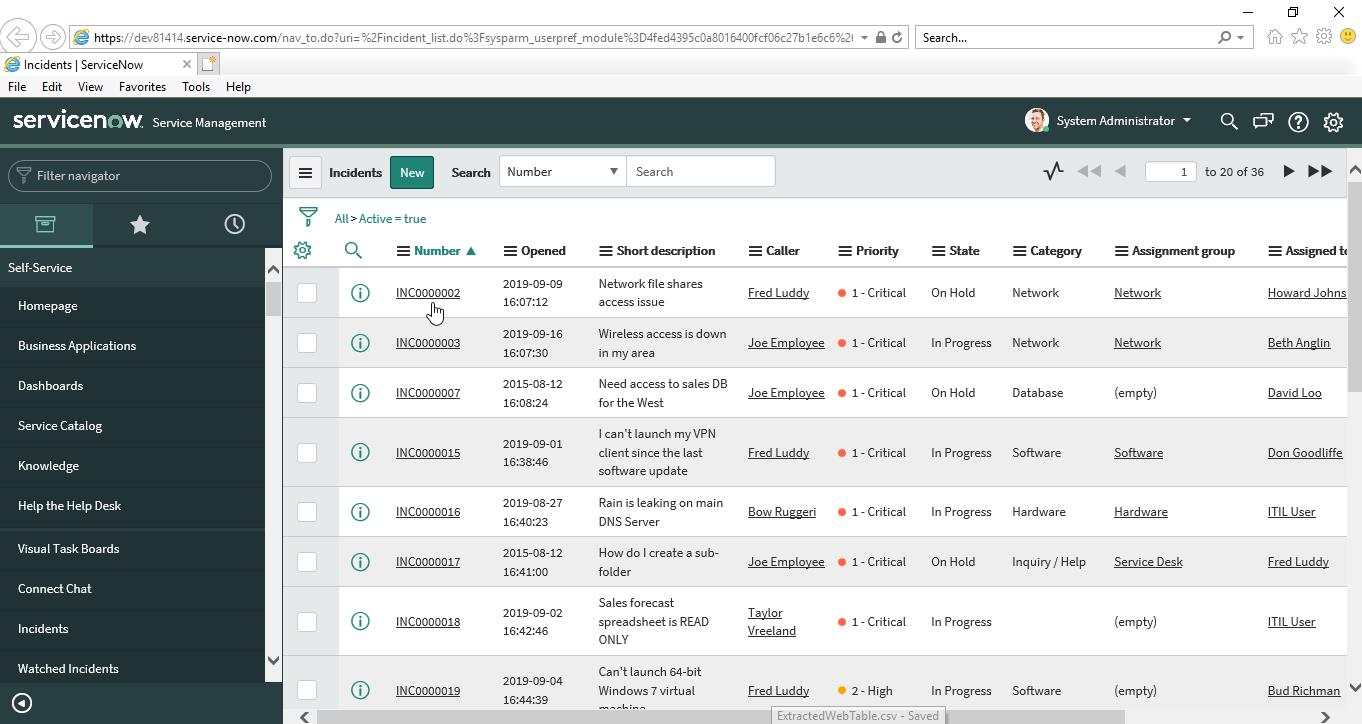 https://dev81414.service-now.com/nav_to.do?uri=%2Fincident_list.do%3Fsysparm_userpref_module%3D4fed4395c0a8016400fcf06c27b1e6c6%2
Search...
Incidents | ServiceNow
File Edit View Favorites Tools Help
servicenow. Service Management
System Administrator
Filter navigator
Self-Service
Homepage
Business Applications
Dashboards
Service Catalog
Knowledge
Help the Help Desk
Visual Task Boards
Connect Chat
Incidents
Watched Incidents
Incidents New Search Number Search
1 to 20 of 36
All > Active = true
Number Opened Short description Caller Priority State Category Assignment group Assigned to
INC0000002 2019-09-09 16:07:12 Network file shares access issue Fred Luddy 1 - Critical On Hold Network Network Howard Johns
INC0000003 2019-09-16 16:07:30 Wireless access is down in my area Joe Employee 1 - Critical In Progress Network Network Beth Anglin
INC0000007 2015-08-12 16:08:24 Need access to sales DB for the West Joe Employee 1 - Critical On Hold Database (empty) David Loo
INC0000015 2019-09-01 16:38:46 I can't launch my VPN client since the last software update Fred Luddy 1 - Critical In Progress Software Software Don Goodliffe
INC0000016 2019-08-27 16:40:23 Rain is leaking on main DNS Server Bow Ruggeri 1 - Critical In Progress Hardware Hardware ITIL User
INC0000017 2015-08-12 16:41:00 How do I create a sub-folder Joe Employee 1 - Critical On Hold Inquiry / Help Service Desk Fred Luddy
INC0000018 2019-09-02 16:42:46 Sales forecast spreadsheet is READ ONLY Taylor Vreeland 1 - Critical In Progress (empty) ITIL User
INC0000019 2019-09-04 16:44:39 Can't launch 64-bit Windows 7 virtual machine Fred Luddy 2 - High In Progress Software (empty) Bud Richman
ExtractedWebTable.csv - Saved